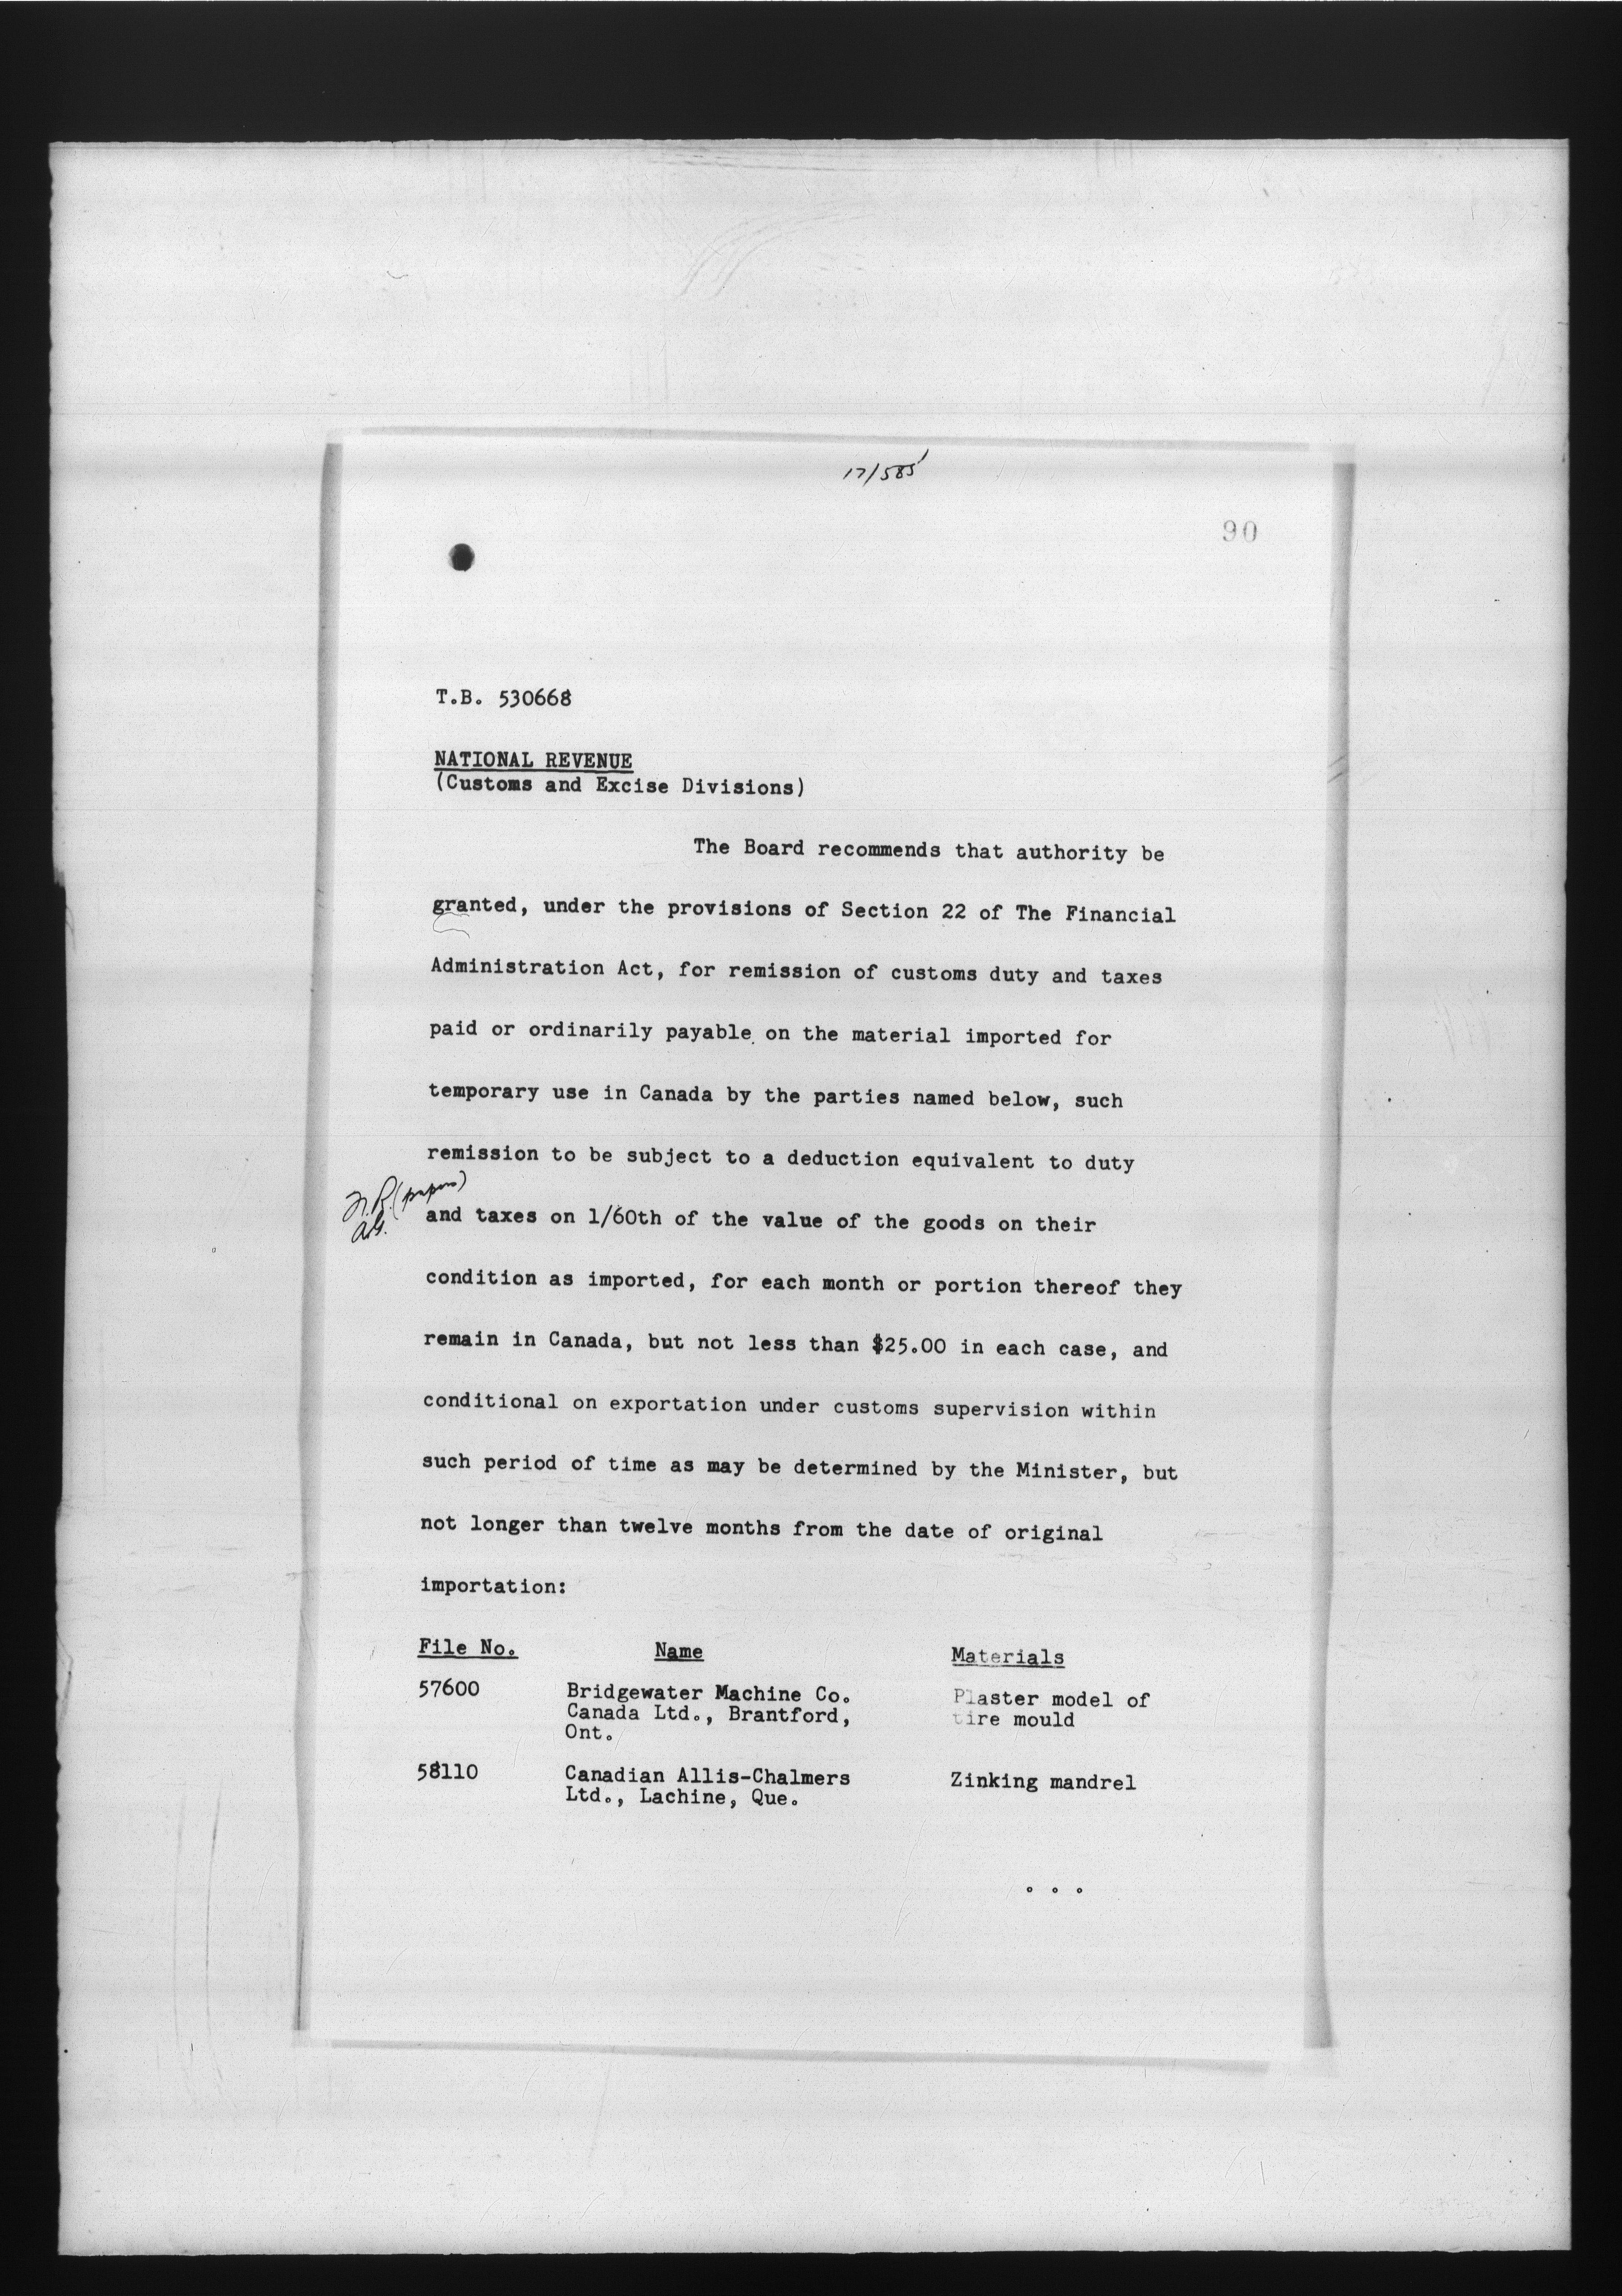 17/585
90
T.B. 530668
NATIONAL REVENUE
(Customs and Excise Divisions)
The Board recommends that authority be
granted, under the provisions of Section 22 of The Financial
Administration Act, for remission of customs duty and taxes
paid or ordinarily payable on the material imported for
temporary use in Canada by the parties named below, such
remission to be subject to a deduction equivalent to duty
N.R. (papers)
and taxes on 1/60th of the value of the goods on their
A.G.
condition as imported, for each month or portion thereof they
remain in Canada, but not less than $25.00 in each case, and
conditional on exportation under customs supervision within
such period of time as may be determined by the Minister, but
not longer than twelve months from the date of original
importation:
File No. Name Materials
57600 Bridgewater Machine Co. Plaster model of
Canada Ltd., Brantford, tire mould
Ont.
58110 Canadian Allis-Chalmers Zinking mandrel
Ltd., Lachine, Que.
. . .